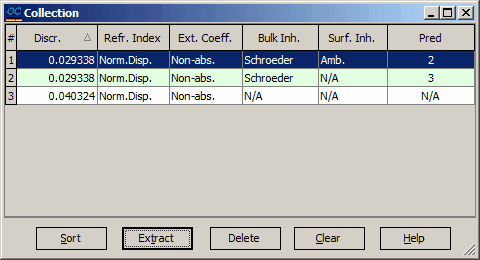 OC Collection
# Discr. △ Refr. Index Ext. Coeff. Bulk Inh. Surf. Inh. Pred
1 0.029338 Norm.Disp. Non-abs. Schroeder Amb. 2
2 0.029338 Norm.Disp. Non-abs. Schroeder N/A 3
3 0.040324 Norm.Disp. Non-abs. N/A N/A N/A
Sort Extract Delete Clear Help